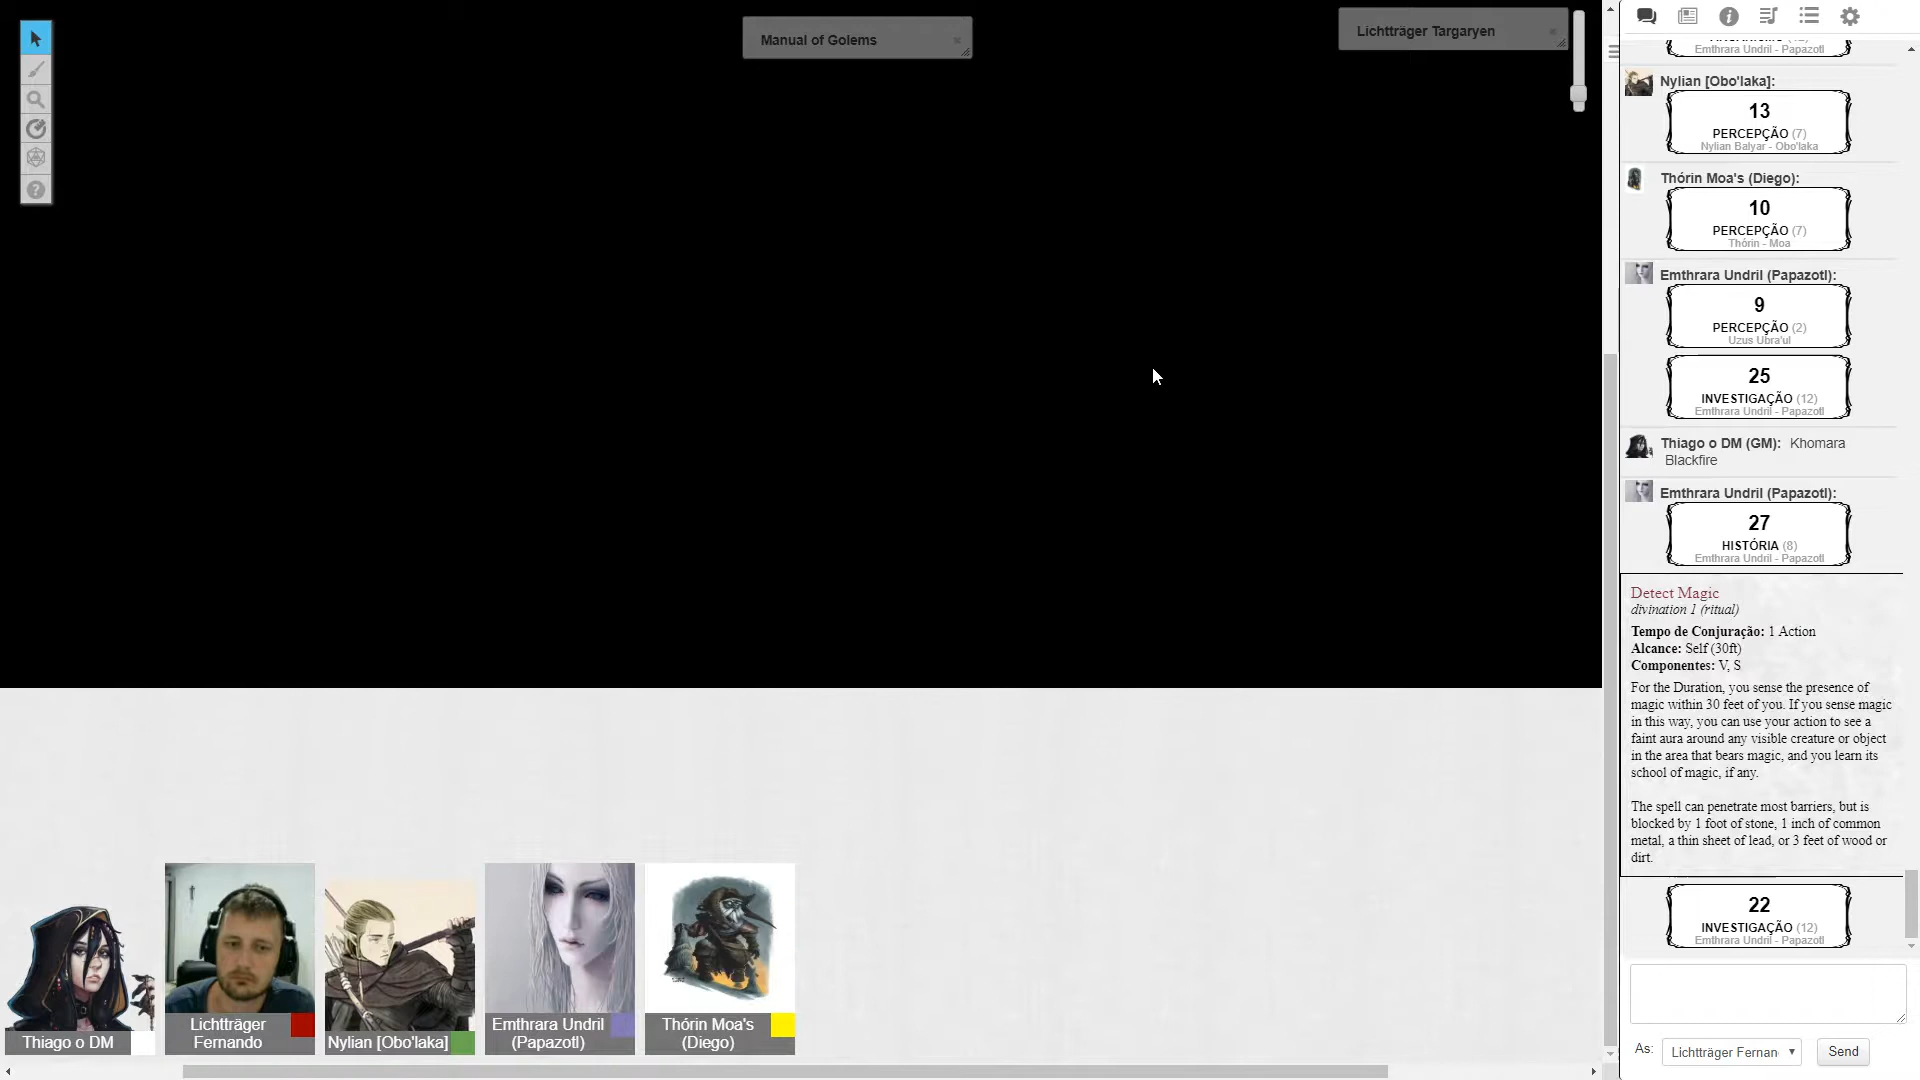 Manual of Golems
Lichtträger Targaryen
Emthrara Undril - Papazotl
Nylian [Obo'laka]:
13
PERCEPÇÃO (7)
Nylian Balyar - Obo'laka
Thórin Moa's (Diego):
10
PERCEPÇÃO (7)
Thórin - Moa
Emthrara Undril (Papazotl):
9
PERCEPÇÃO (2)
Uzus Ubra'ul
25
INVESTIGAÇÃO (12)
Emthrara Undril - Papazotl
Thiago o DM (GM): Khomara
Blackfire
Emthrara Undril (Papazotl):
27
HISTÓRIA (8)
Emthrara Undril - Papazotl
Detect Magic
divination 1 (ritual)
Tempo de Conjuração: 1 Action
Alcance: Self (30ft)
Componentes: V, S
For the Duration, you sense the presence of
magic within 30 feet of you. If you sense magic
in this way, you can use your action to see a
faint aura around any visible creature or object
in the area that bears magic, and you learn its
school of magic, if any.
The spell can penetrate most barriers, but is
blocked by 1 foot of stone, 1 inch of common
metal, a thin sheet of lead, or 3 feet of wood or
dirt.
22
INVESTIGAÇÃO (12)
Emthrara Undril - Papazotl
As:
Lichtträger Fernan
Send
Thiago o DM
Lichtträger
Fernando
Nylian [Obo'laka]
Emthrara Undril
(Papazotl)
Thórin Moa's
(Diego)